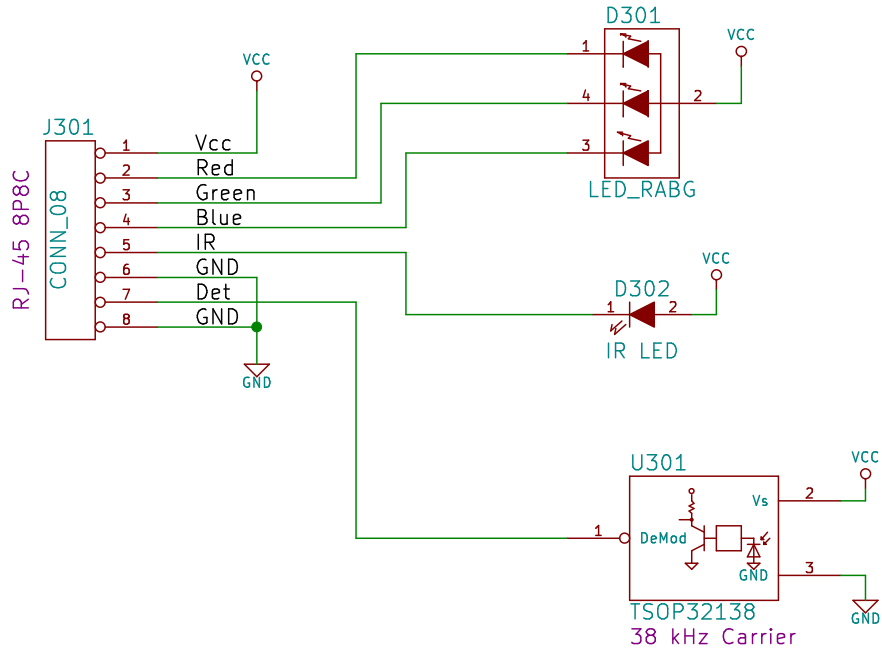 D301
1
4
3
2
VCC
LED_RABG
VCC
J301
RJ-45 8P8C
CONN_08
1 Vcc
2 Red
3 Green
4 Blue
5 IR
6 GND
7 Det
8 GND
GND
D302
1
2
VCC
IR LED
U301
1
DeMod
Vs
2
VCC
GND
3
GND
TSOP32138
38 kHz Carrier